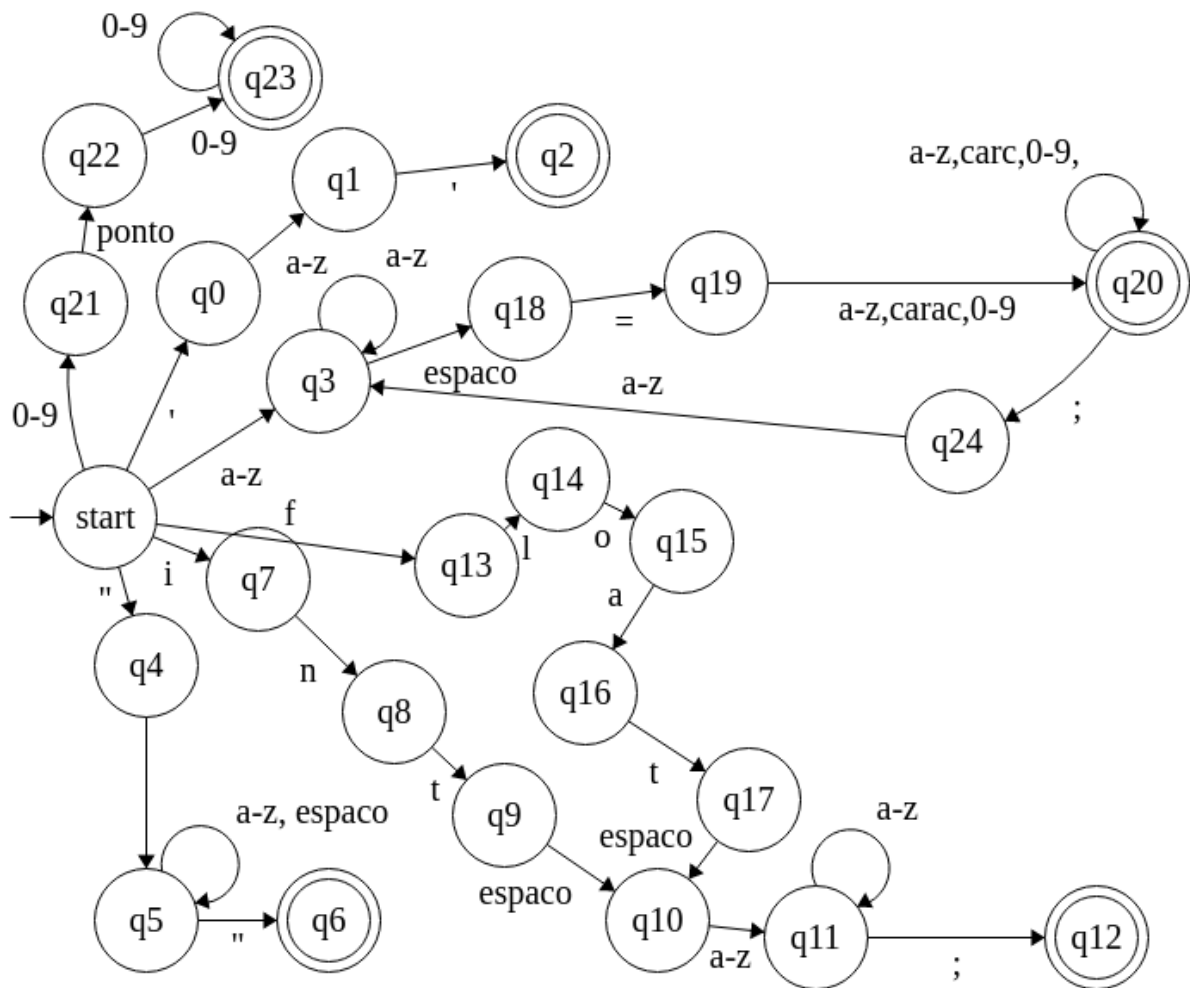 0-9
q23
q22
0-9
q1
q2
'
a-z,carc,0-9,
ponto
q21
q0
a-z
a-z
q18
q19
q20
=
a-z,carac,0-9
q3
espaco
a-z
0-9
'
;
a-z
q24
start
f
q14
l
o
q15
q13
i
q7
"
a
q4
n
q8
q16
t
t
q17
q9
a-z, espaco
espaco
a-z
espaco
q5
"
q6
q10
a-z
q11
;
q12